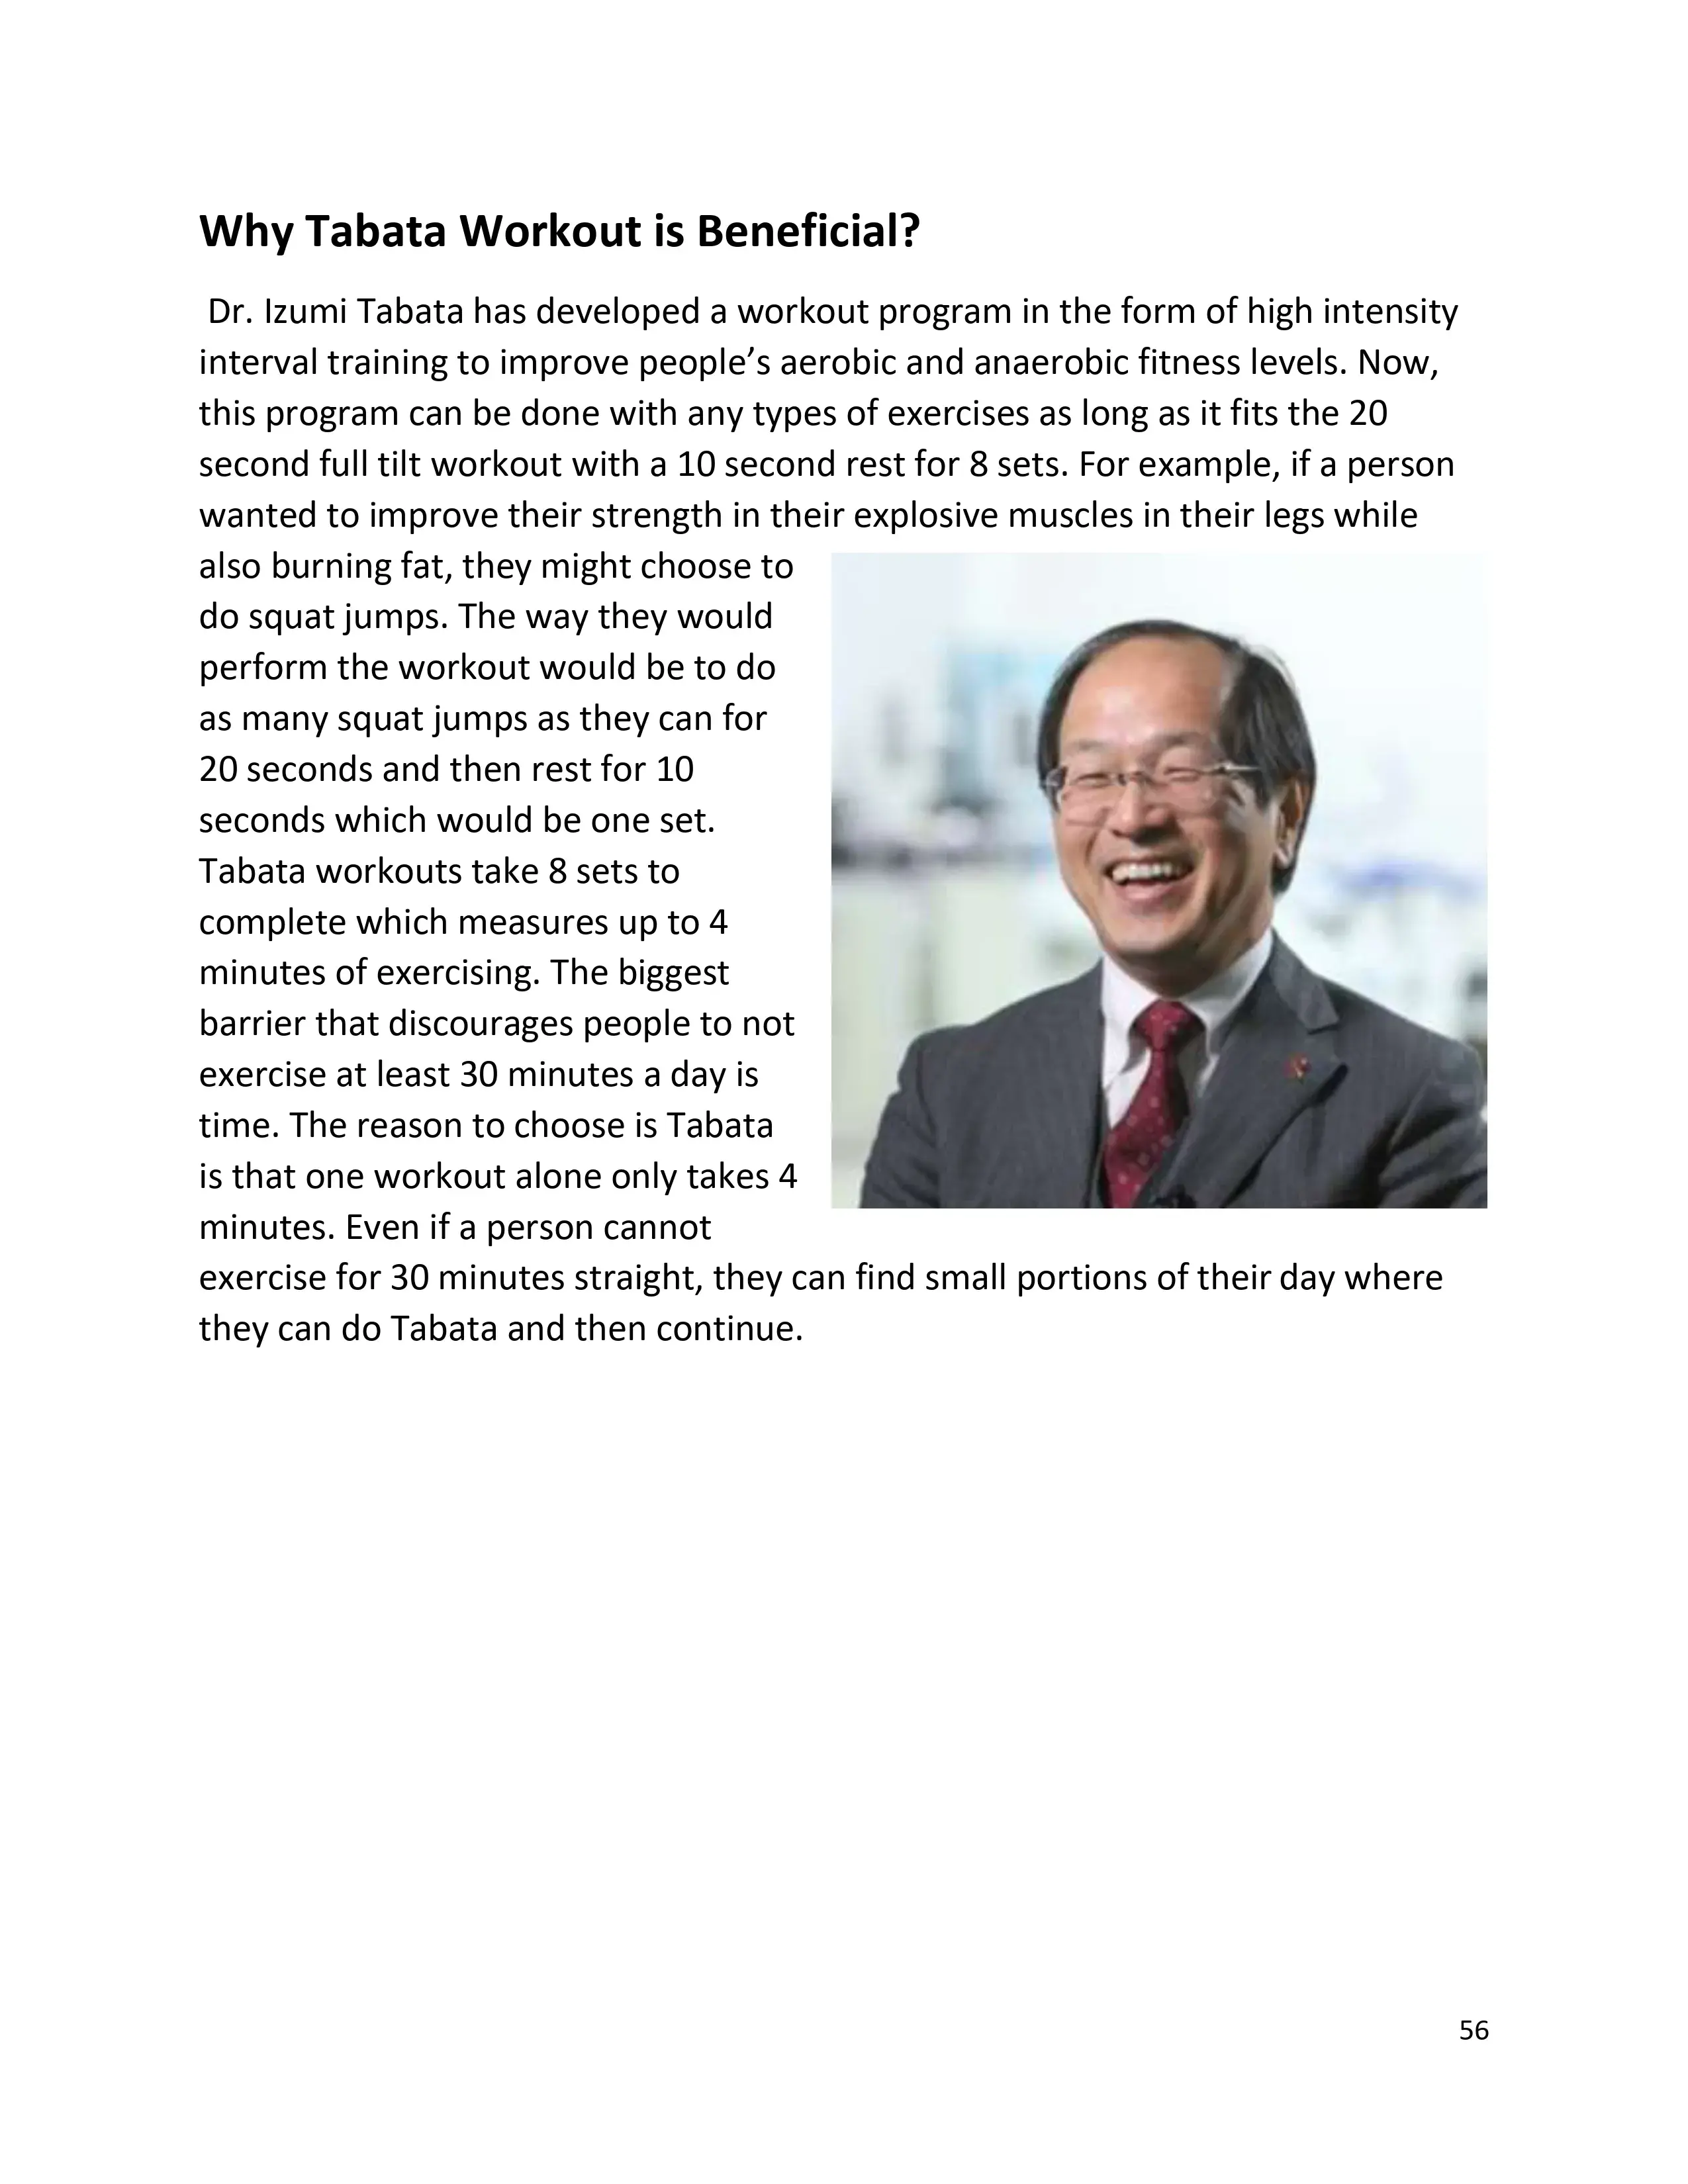 Why Tabata Workout is Beneficial?
Dr. Izumi Tabata has developed a workout program in the form of high intensity
interval training to improve people’s aerobic and anaerobic fitness levels. Now,
this program can be done with any types of exercises as long as it fits the 20
second full tilt workout with a 10 second rest for 8 sets. For example, if a person
wanted to improve their strength in their explosive muscles in their legs while
also burning fat, they might choose to
do squat jumps. The way they would
perform the workout would be to do
as many squat jumps as they can for
20 seconds and then rest for 10
seconds which would be one set.
Tabata workouts take 8 sets to
complete which measures up to 4
minutes of exercising. The biggest
barrier that discourages people to not
exercise at least 30 minutes a day is
time. The reason to choose is Tabata
is that one workout alone only takes 4
minutes. Even if a person cannot
exercise for 30 minutes straight, they can find small portions of their day where
they can do Tabata and then continue.
56